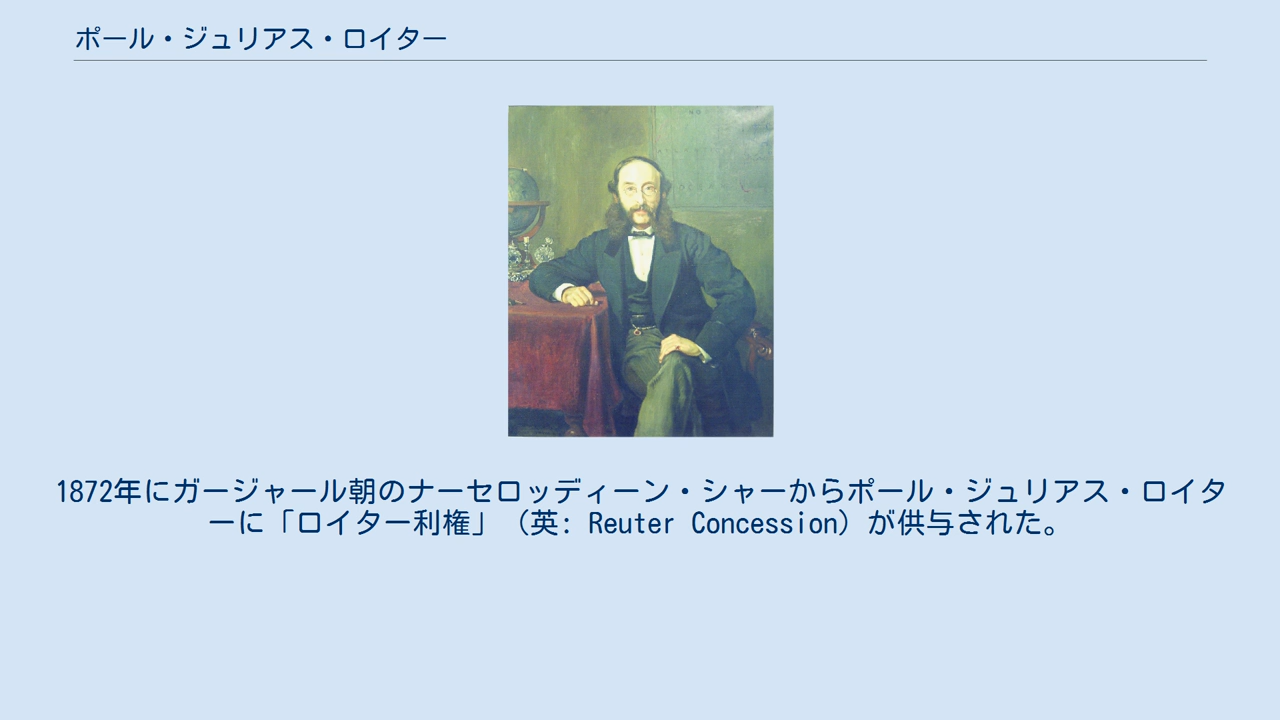 ポール・ジュリアス・ロイター
1872年にガージャール朝のナーセロッディーン・シャーからポール・ジュリアス・ロイタ
ーに「ロイター利権」（英: Reuter Concession）が供与された。